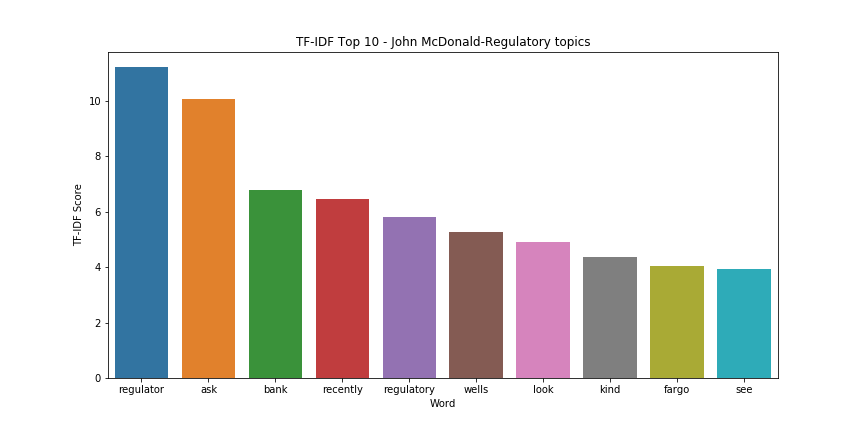 TF-IDF Top 10 - John McDonald-Regulatory topics
10
8
6
4
2
0
TF-IDF Score
regulator ask bank recently regulatory wells look kind fargo see
Word